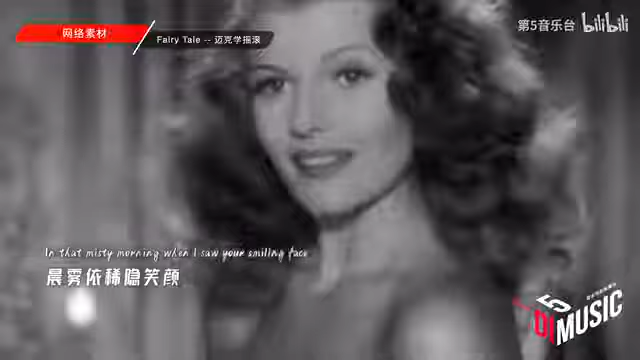 网络素材
Fairy Tale -- 迈克学摇滚
第5音乐台 bilibili
In that misty morning when I saw your smiling face
晨雾依稀隐笑颜
5
DI MUSIC